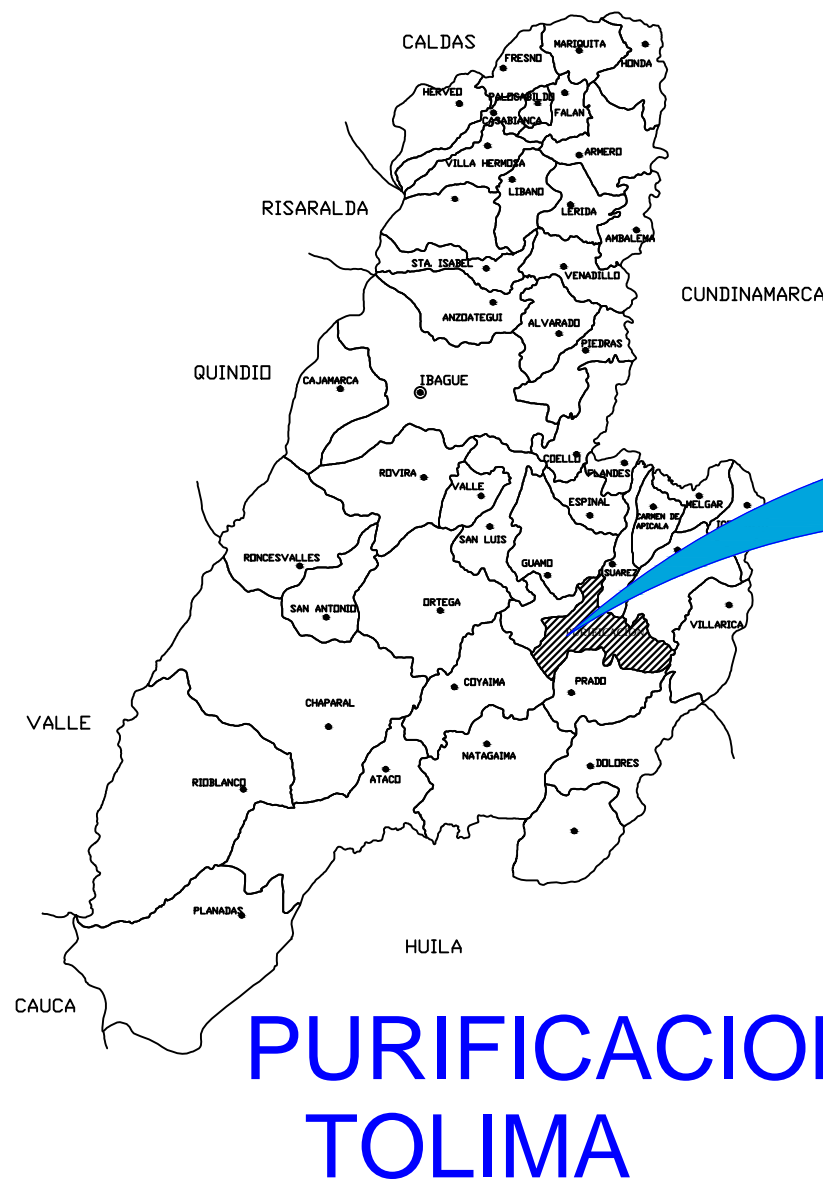 CALDAS
MARIQUITA
FRESNO
HONDA
HERVEO
PALOCABILDO
FALAN
CASABIANCA
ARMERO
VILLA HERMOSA
LIBANO
RISARALDA
LERIDA
AMBALEMA
STA. ISABEL
VENADILLO
CUNDINAMARCA
ANZOATEGUI
ALVARADO
PIEDRAS
QUINDIO
CAJAMARCA
IBAGUE
COELLO
ROVIRA
FLANDES
VALLE
ESPINAL
MELGAR
CARMEN DE
APICALA
SAN LUIS
RONCESVALLES
GUAMO
SUAREZ
SAN ANTONIO
ORTEGA
VILLARICA
PURIFICACION
COYAIMA
PRADO
CHAPARAL
VALLE
NATAGAIMA
DOLORES
RIOBLANCO
ATACO
PLANADAS
HUILA
CAUCA
PURIFICACION
TOLIMA